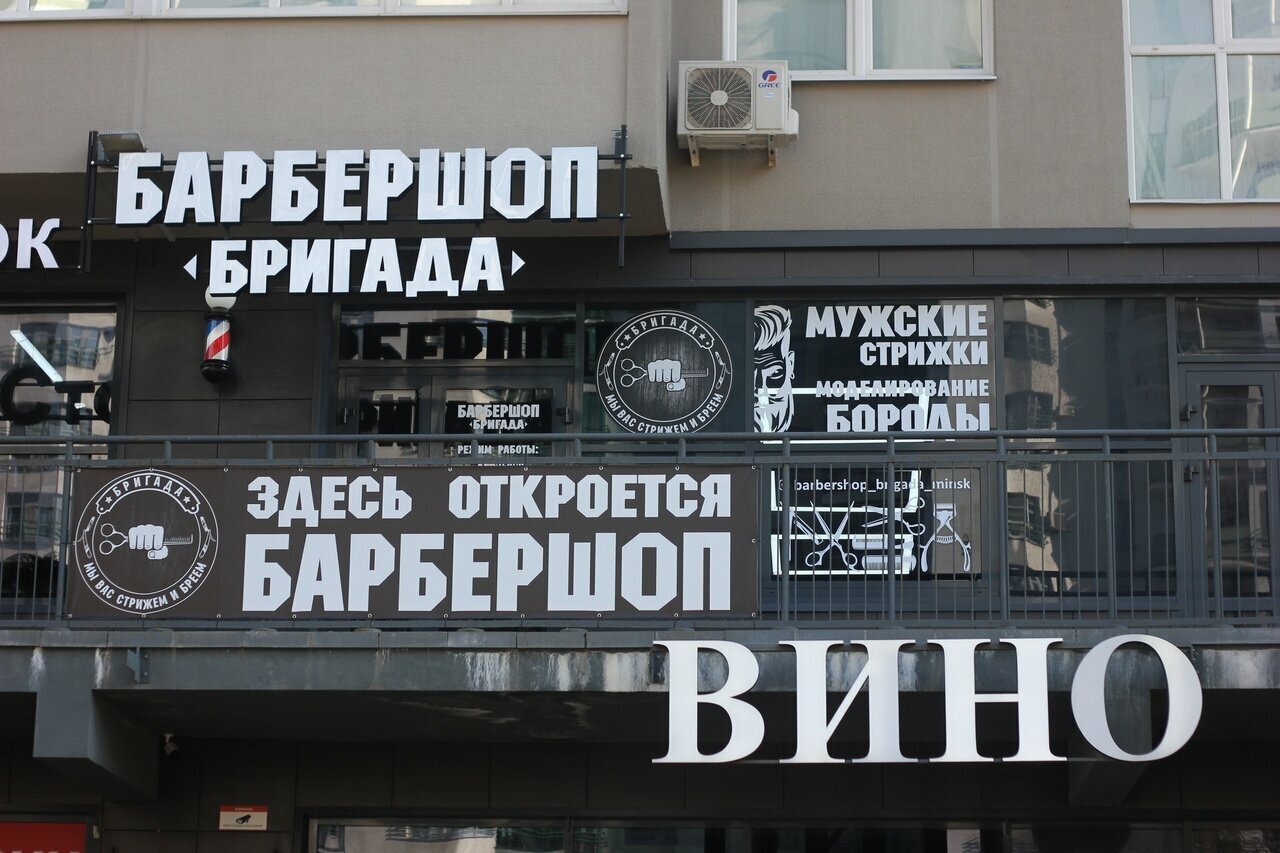 GREE
БАРБЕРШОП
БРИГАДА
ОК
БРИГАДА
МЫ ВАС СТРИЖЕМ И БРЕЕМ
МУЖСКИЕ
СТРИЖКИ
МОДЕЛИРОВАНИЕ
БОРОДЫ
БАРБЕРШОП
БРИГАДА
РЕЖИМ РАБОТЫ:
@barbershop_brigada_minsk
БРИГАДА
МЫ ВАС СТРИЖЕМ И БРЕЕМ
ЗДЕСЬ ОТКРОЕТСЯ
БАРБЕРШОП
ВИНО